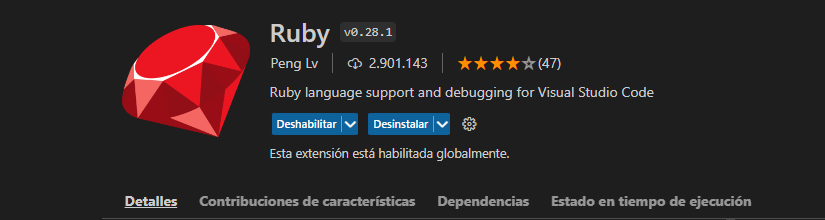 Ruby v0.28.1
Peng Lv 2.901.143 (47)
Ruby language support and debugging for Visual Studio Code
Deshabilitar Desinstalar
Esta extensión está habilitada globalmente.
Detalles Contribuciones de características Dependencias Estado en tiempo de ejecución